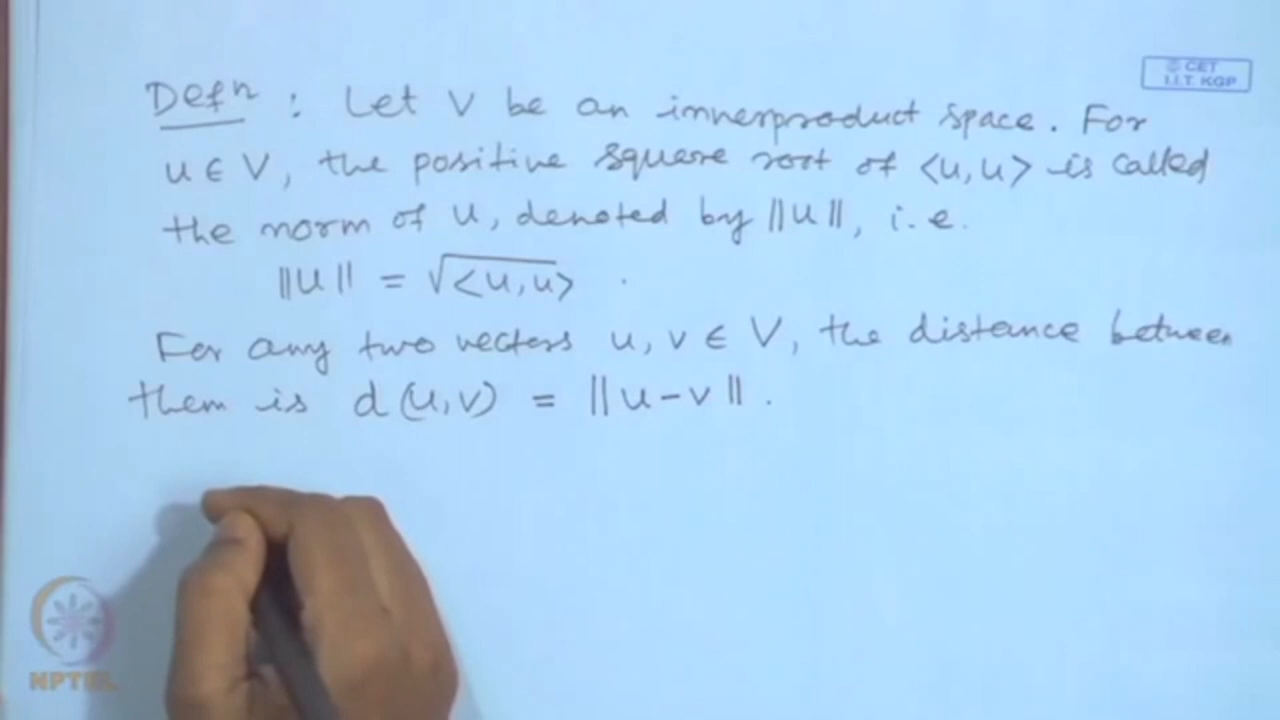 © CET
I.I.T. KGP
Defn : Let V be an innerproduct space. For
u ∈ V, the positive square root of <u,u> is called
the norm of u, denoted by ||u||, i.e.
||u|| = √<u,u> .
For any two vectors u, v ∈ V, the distance between
them is d(u,v) = ||u-v|| .
NPTEL